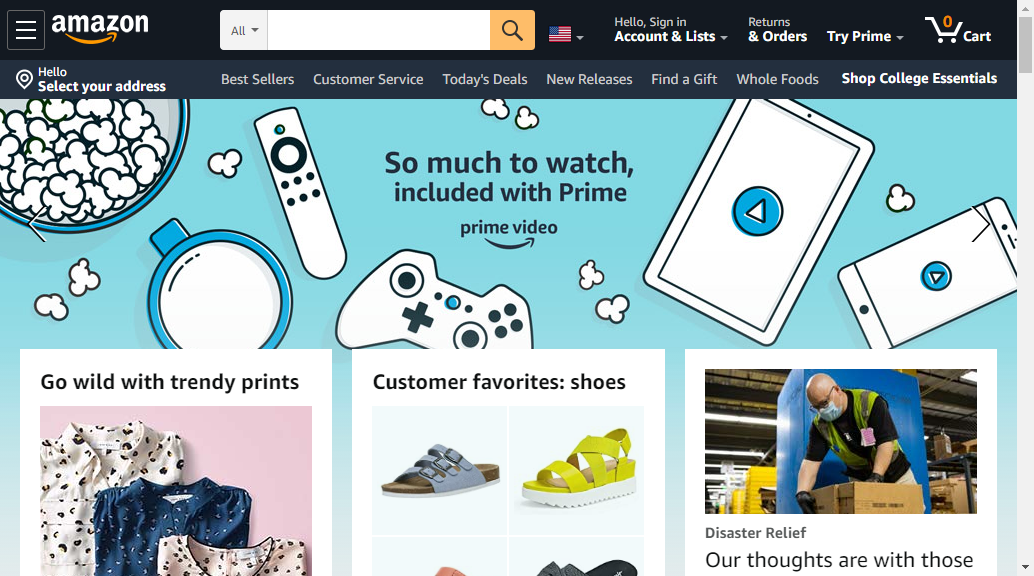 amazon
All
Hello, Sign in
Account & Lists
Returns
& Orders
Try Prime
0
Cart
Hello
Select your address
Best Sellers
Customer Service
Today's Deals
New Releases
Find a Gift
Whole Foods
Shop College Essentials
So much to watch,
included with Prime
prime video
Go wild with trendy prints
Customer favorites: shoes
Disaster Relief
Our thoughts are with those